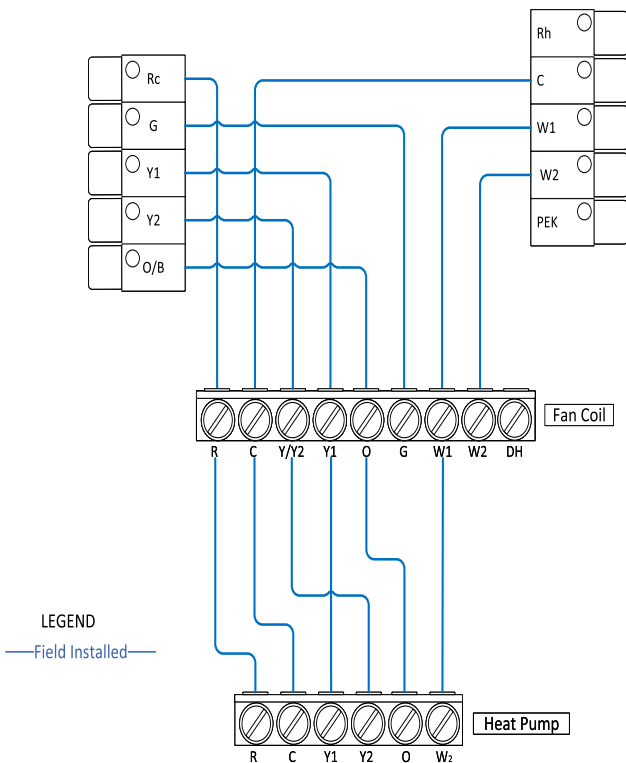 Rc
G
Y1
Y2
O/B
Rh
C
W1
W2
PEK
Fan Coil
R C Y/Y2 Y1 O G W1 W2 DH
LEGEND
Field Installed
Heat Pump
R C Y1 Y2 O W₂